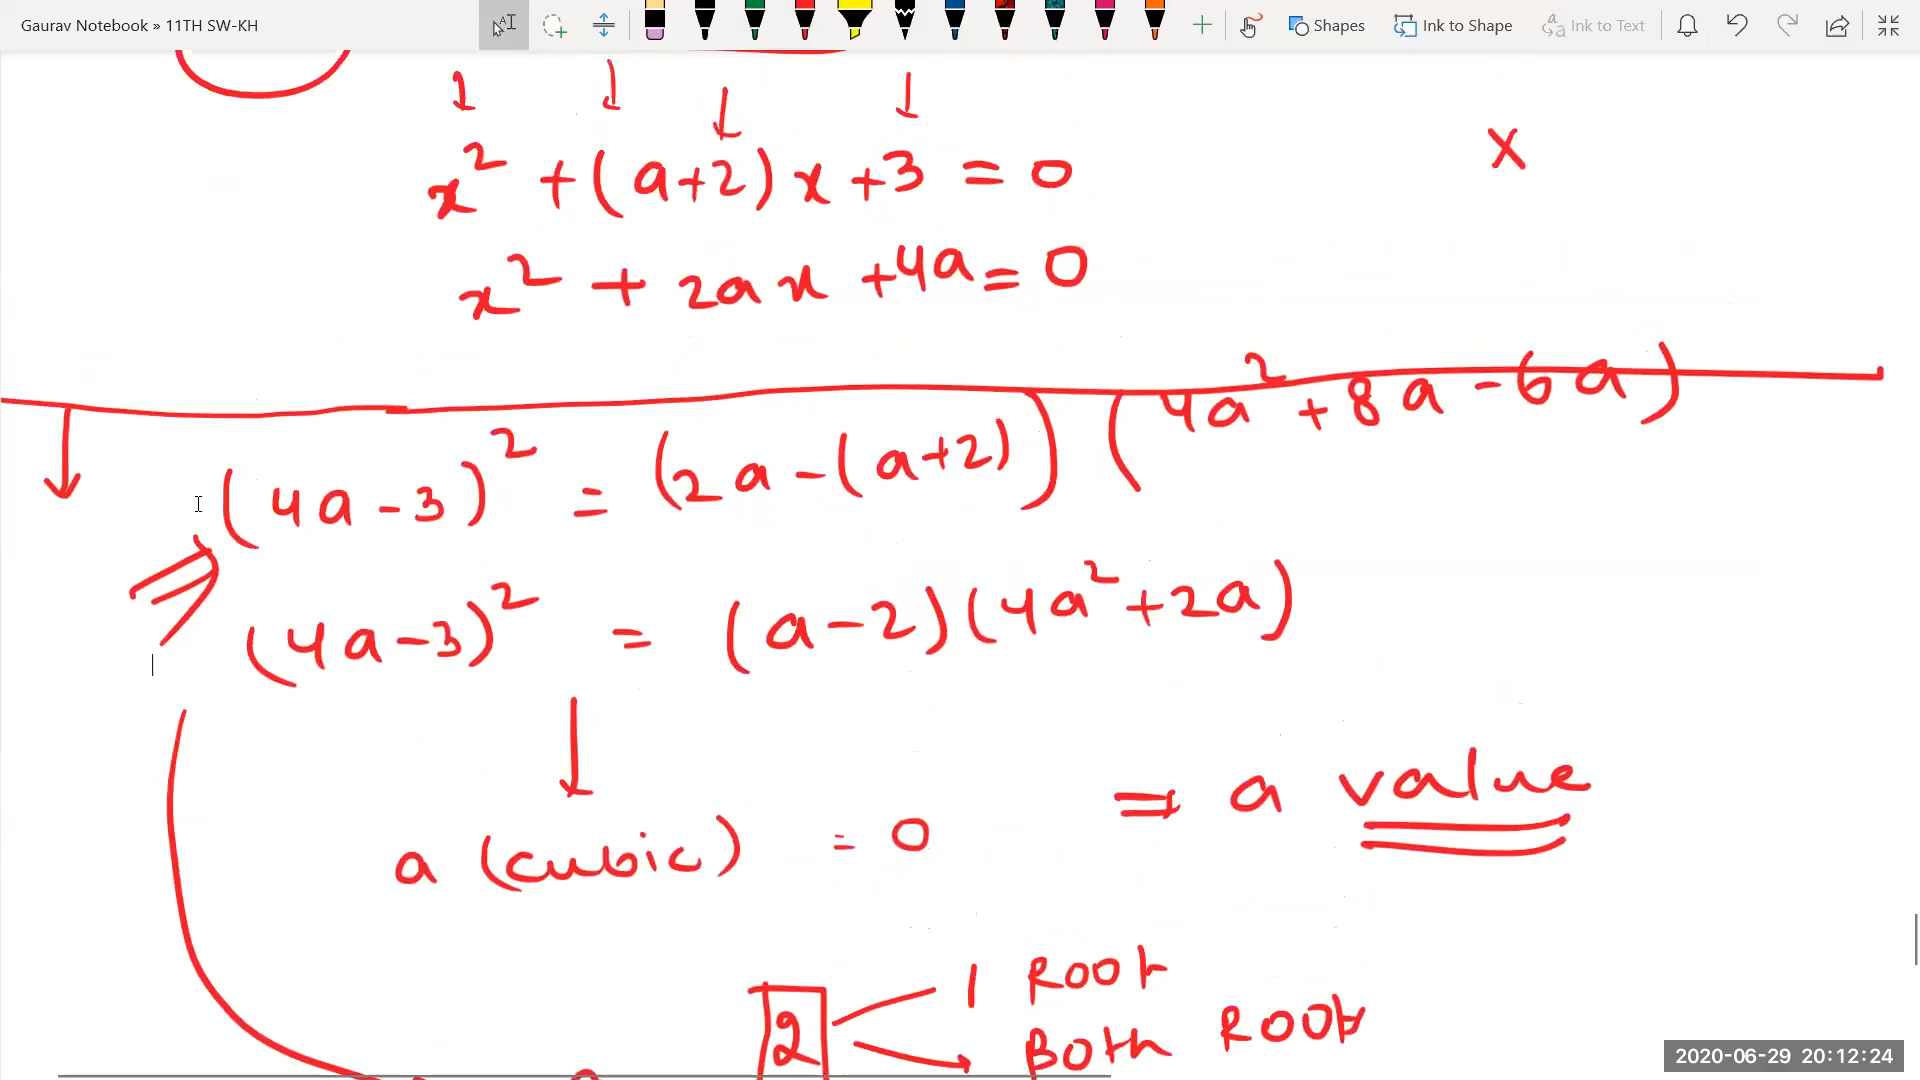 Gaurav Notebook » 11TH SW-KH
Shapes
Ink to Shape
Ink to Text
x² + (a+2) x + 3 = 0
x
x² + 2ax + 4a = 0
(4a - 3)² = (2a - (a+2)) (4a² + 8a - 6a)
⇒ (4a - 3)² = (a - 2)(4a² + 2a)
a (cubic) = 0 ⇒ a value
2
1 Root
Both Root
2020-06-29 20:12:24